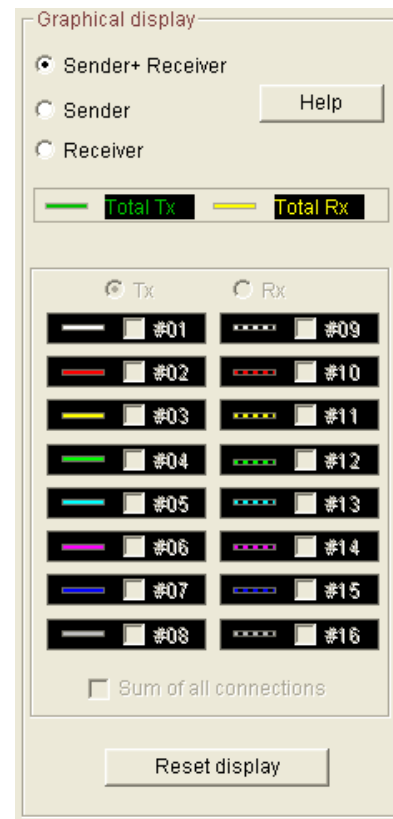 Graphical display
Sender+ Receiver
Sender
Help
Receiver
Total Tx Total Rx
Tx Rx
#01 #09
#02 #10
#03 #11
#04 #12
#05 #13
#06 #14
#07 #15
#08 #16
Sum of all connections
Reset display